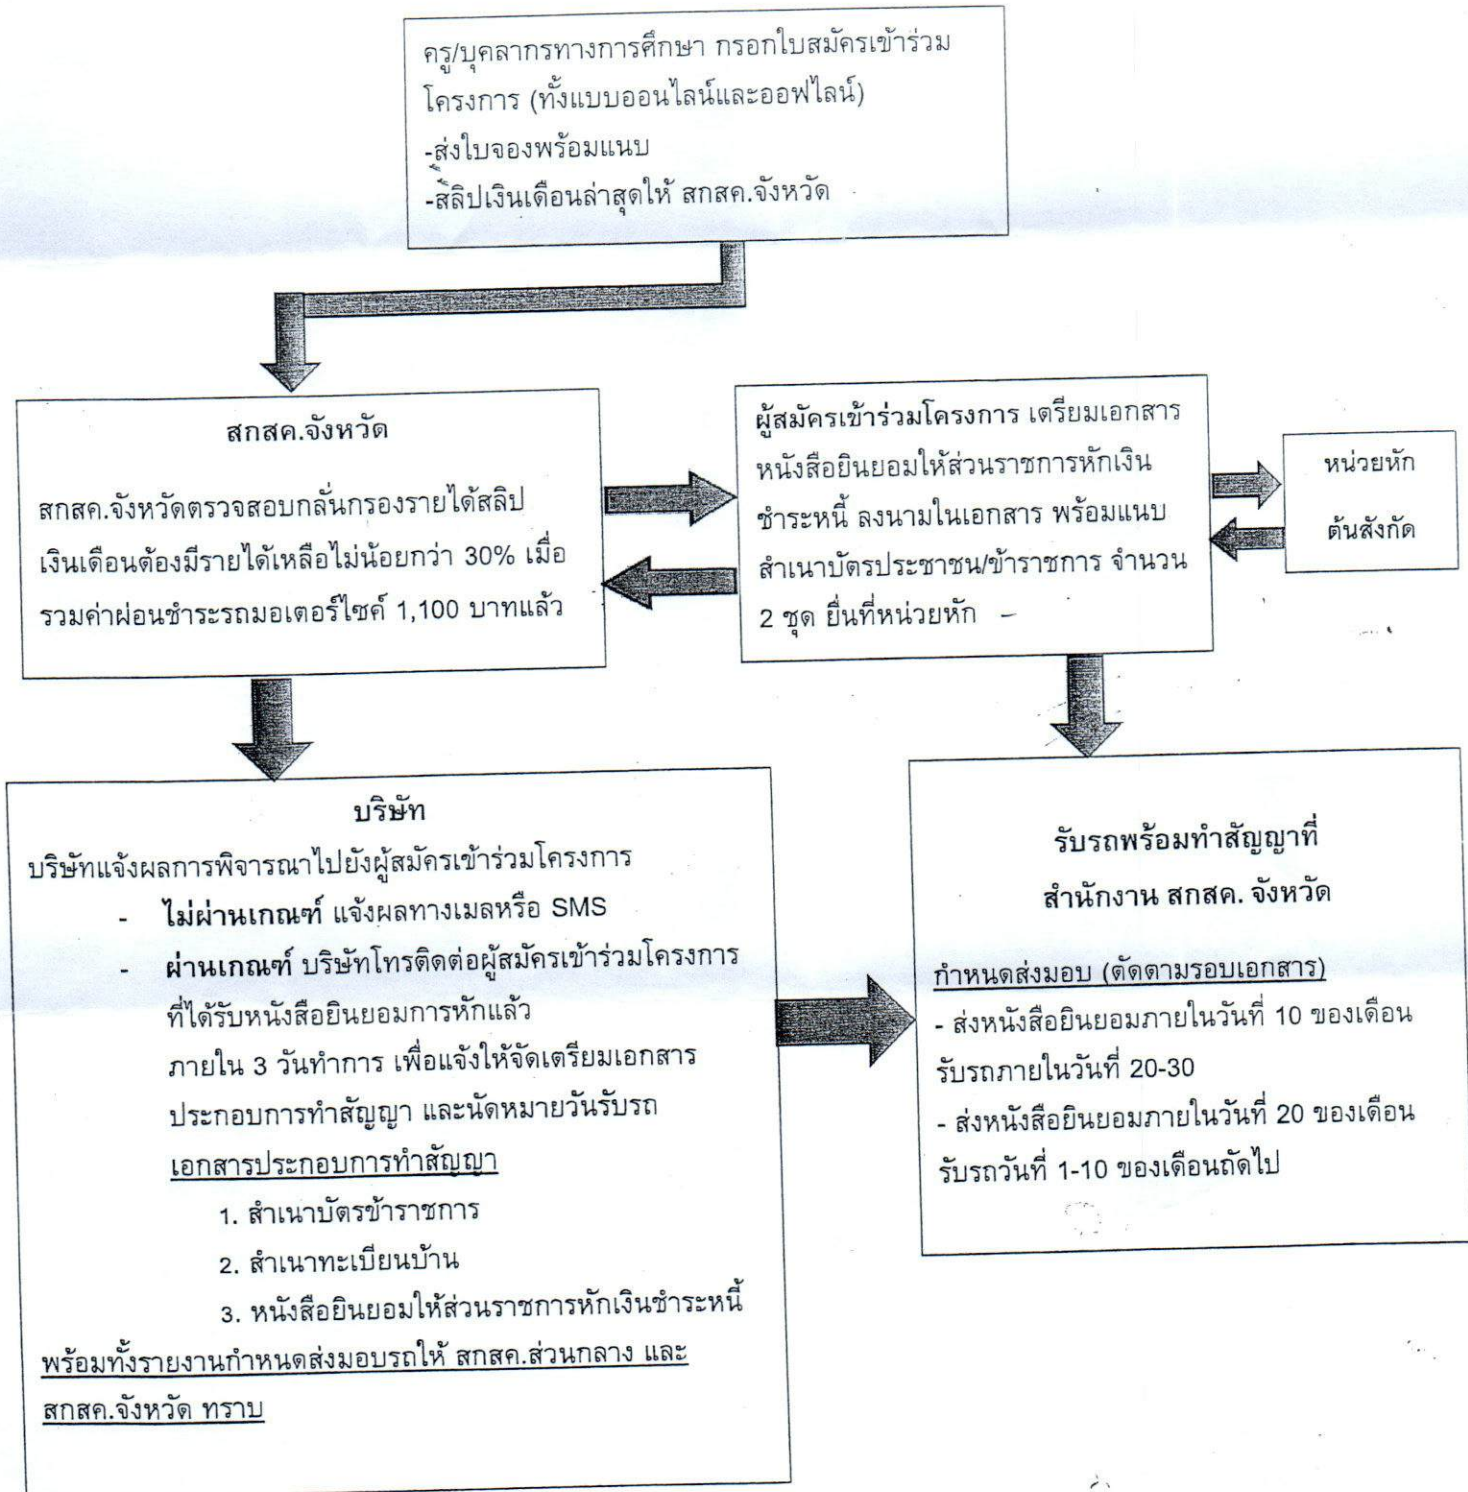 ครู/บุคลากรทางการศึกษา กรอกใบสมัครเข้าร่วม
โครงการ (ทั้งแบบออนไลน์และออฟไลน์)
-ส่งใบจองพร้อมแนบ
-สลิปเงินเดือนล่าสุดให้ สกสค.จังหวัด
สกสค.จังหวัด
สกสค.จังหวัดตรวจสอบกลั่นกรองรายได้สลิป
เงินเดือนต้องมีรายได้เหลือไม่น้อยกว่า 30% เมื่อ
รวมค่าผ่อนชำระรถมอเตอร์ไซค์ 1,100 บาทแล้ว
ผู้สมัครเข้าร่วมโครงการ เตรียมเอกสาร
หนังสือยินยอมให้ส่วนราชการหักเงิน
ชำระหนี้ ลงนามในเอกสาร พร้อมแนบ
สำเนาบัตรประชาชน/ข้าราชการ จำนวน
2 ชุด ยื่นที่หน่วยหัก
หน่วยหัก
ต้นสังกัด
บริษัท
บริษัทแจ้งผลการพิจารณาไปยังผู้สมัครเข้าร่วมโครงการ
- ไม่ผ่านเกณฑ์ แจ้งผลทางเมลหรือ SMS
- ผ่านเกณฑ์ บริษัทโทรติดต่อผู้สมัครเข้าร่วมโครงการ
ที่ได้รับหนังสือยินยอมการหักแล้ว
ภายใน 3 วันทำการ เพื่อแจ้งให้จัดเตรียมเอกสาร
ประกอบการทำสัญญา และนัดหมายวันรับรถ
เอกสารประกอบการทำสัญญา
1. สำเนาบัตรข้าราชการ
2. สำเนาทะเบียนบ้าน
3. หนังสือยินยอมให้ส่วนราชการหักเงินชำระหนี้
พร้อมทั้งรายงานกำหนดส่งมอบรถให้ สกสค.ส่วนกลาง และ
สกสค.จังหวัด ทราบ
รับรถพร้อมทำสัญญาที่
สำนักงาน สกสค. จังหวัด
กำหนดส่งมอบ (ตัดตามรอบเอกสาร)
- ส่งหนังสือยินยอมภายในวันที่ 10 ของเดือน
รับรถภายในวันที่ 20-30
- ส่งหนังสือยินยอมภายในวันที่ 20 ของเดือน
รับรถวันที่ 1-10 ของเดือนถัดไป